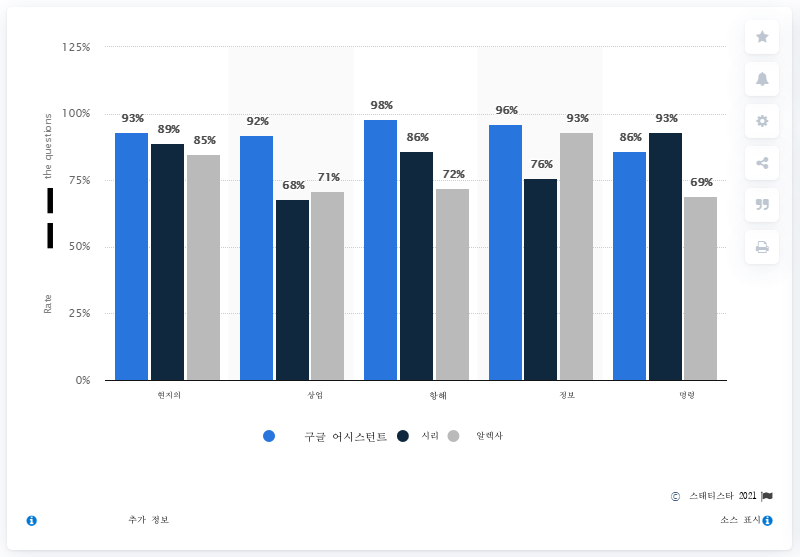 125%
100%
75%
50%
25%
0%
Rate
the questions
93%
89%
85%
92%
68%
71%
98%
86%
72%
96%
76%
93%
86%
93%
69%
현지의
상업
항해
정보
명령
구글 어시스턴트
시리
알렉사
© 스태티스타 2021
추가 정보
소스 표시